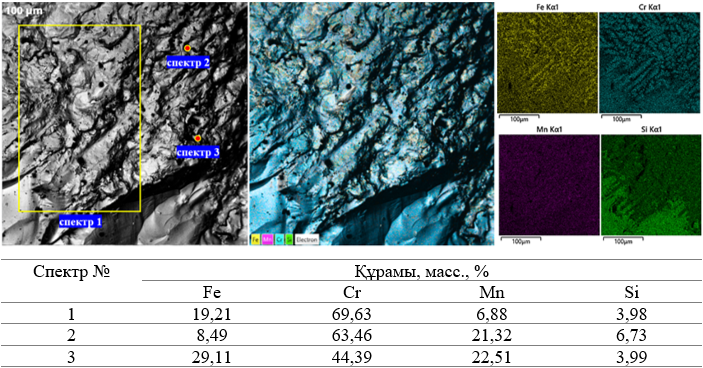 100 μm
спектр 2
спектр 3
спектр 1
Fe Mn Cr Si Electron
Fe Kα1
Cr Kα1
100μm
100μm
Mn Kα1
Si Kα1
100μm
100μm
Спектр № Құрамы, масс., %
Fe Cr Mn Si
1 19,21 69,63 6,88 3,98
2 8,49 63,46 21,32 6,73
3 29,11 44,39 22,51 3,99